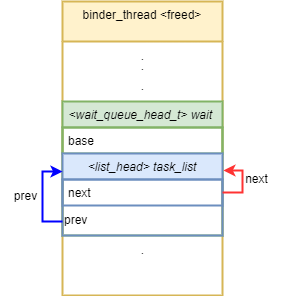 binder_thread <freed>
.
.
.
<wait_queue_head_t> wait
base
<list_head> task_list
next
next
prev
prev
.